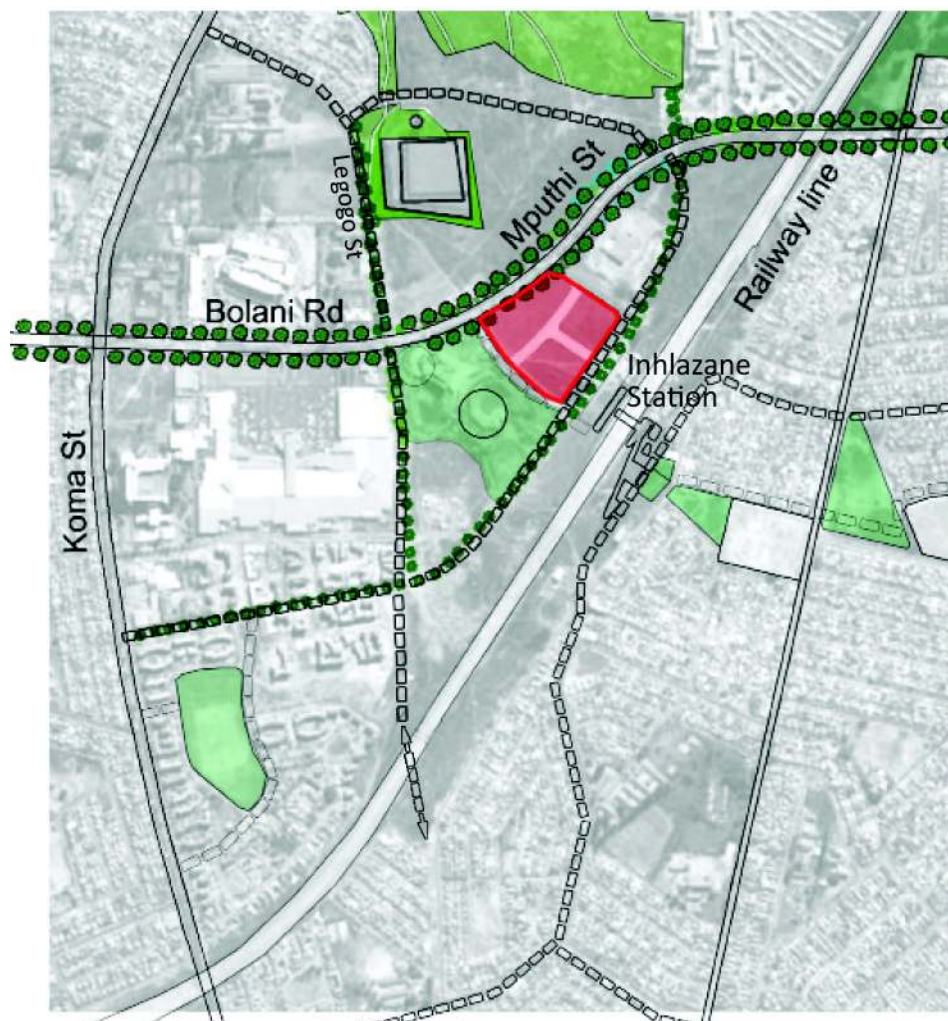 Legogo St
Mputhi St
Railway line
Bolani Rd
Inhlazane
Station
Koma St